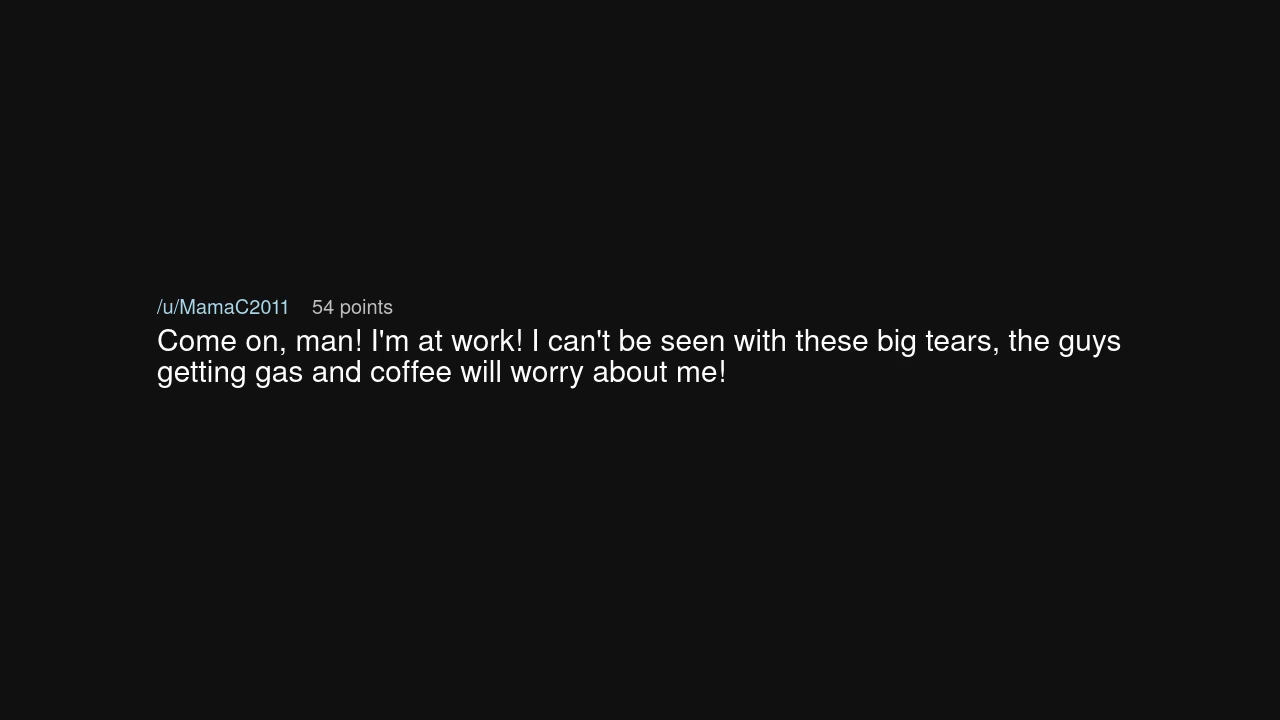 /u/MamaC2011 54 points
Come on, man! I'm at work! I can't be seen with these big tears, the guys
getting gas and coffee will worry about me!